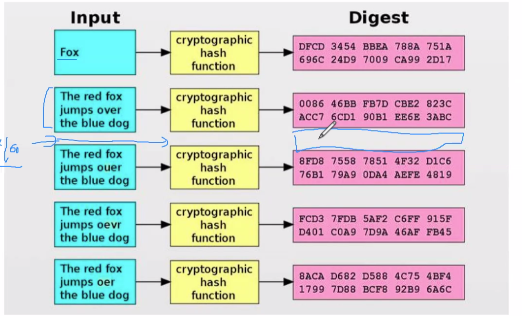 Input
Digest
Fox
cryptographic
hash
function
DFCD 3454 BBEA 788A 751A
696C 24D9 7009 CA99 2D17
The red fox
jumps over
the blue dog
cryptographic
hash
function
0086 46BB FB7D CBE2 823C
ACC7 6CD1 90B1 EE6E 3ABC
The red fox
jumps ouer
the blue dog
cryptographic
hash
function
8FD8 7558 7851 4F32 D1C6
76B1 79A9 0DA4 AEFE 4819
The red fox
jumps oevr
the blue dog
cryptographic
hash
function
FCD3 7FDB 5AF2 C6FF 915F
D401 C0A9 7D9A 46AF FB45
The red fox
jumps oer
the blue dog
cryptographic
hash
function
8ACA D682 D588 4C75 4BF4
1799 7D88 BCF8 92B9 6A6C